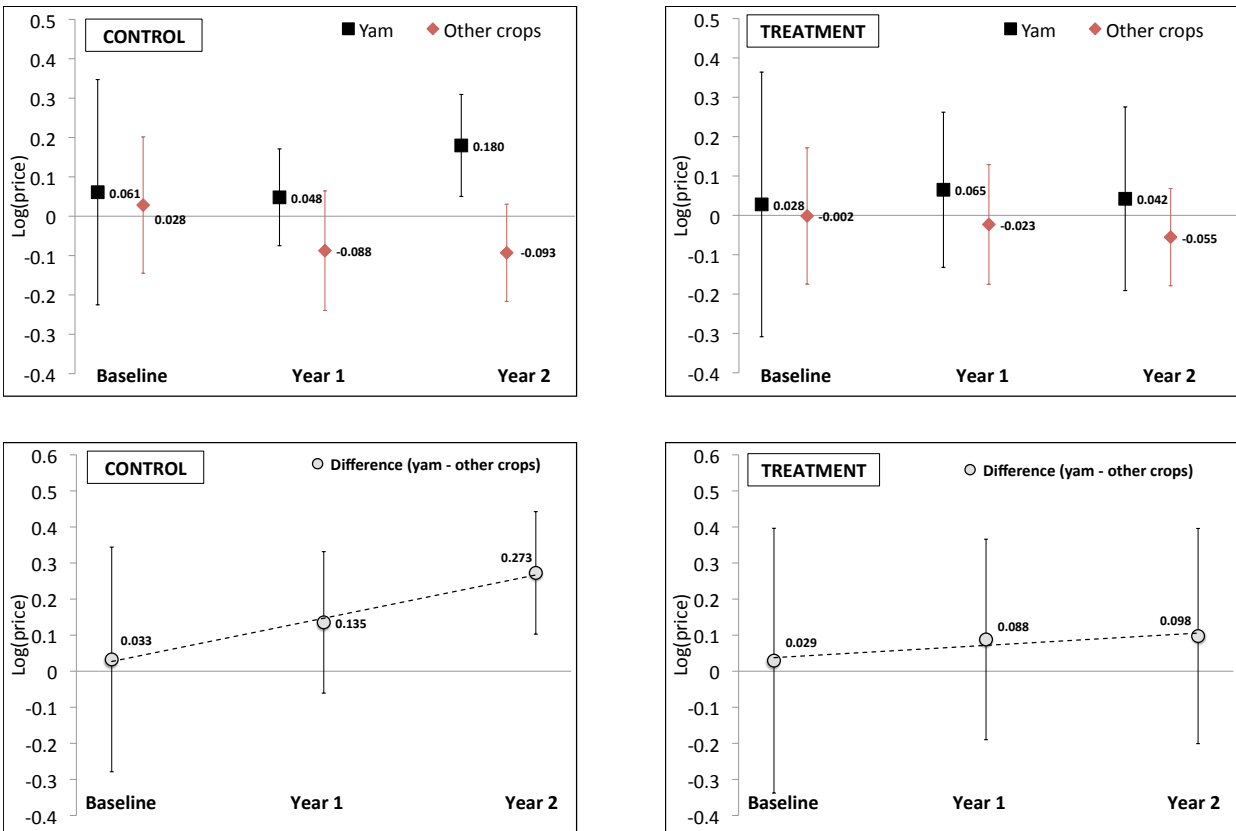 CONTROL
Yam
Other crops
Log(price)
0.5
0.4
0.3
0.2
0.1
0
-0.1
-0.2
-0.3
-0.4
0.061
0.028
0.048
-0.088
0.180
-0.093
Baseline
Year 1
Year 2
TREATMENT
Yam
Other crops
Log(price)
0.5
0.4
0.3
0.2
0.1
0
-0.1
-0.2
-0.3
-0.4
0.028
-0.002
0.065
-0.023
0.042
-0.055
Baseline
Year 1
Year 2
CONTROL
Difference (yam - other crops)
Log(price)
0.6
0.5
0.4
0.3
0.2
0.1
0
-0.1
-0.2
-0.3
-0.4
0.033
0.135
0.273
Baseline
Year 1
Year 2
TREATMENT
Difference (yam - other crops)
Log(price)
0.6
0.5
0.4
0.3
0.2
0.1
0
-0.1
-0.2
-0.3
-0.4
0.029
0.088
0.098
Baseline
Year 1
Year 2